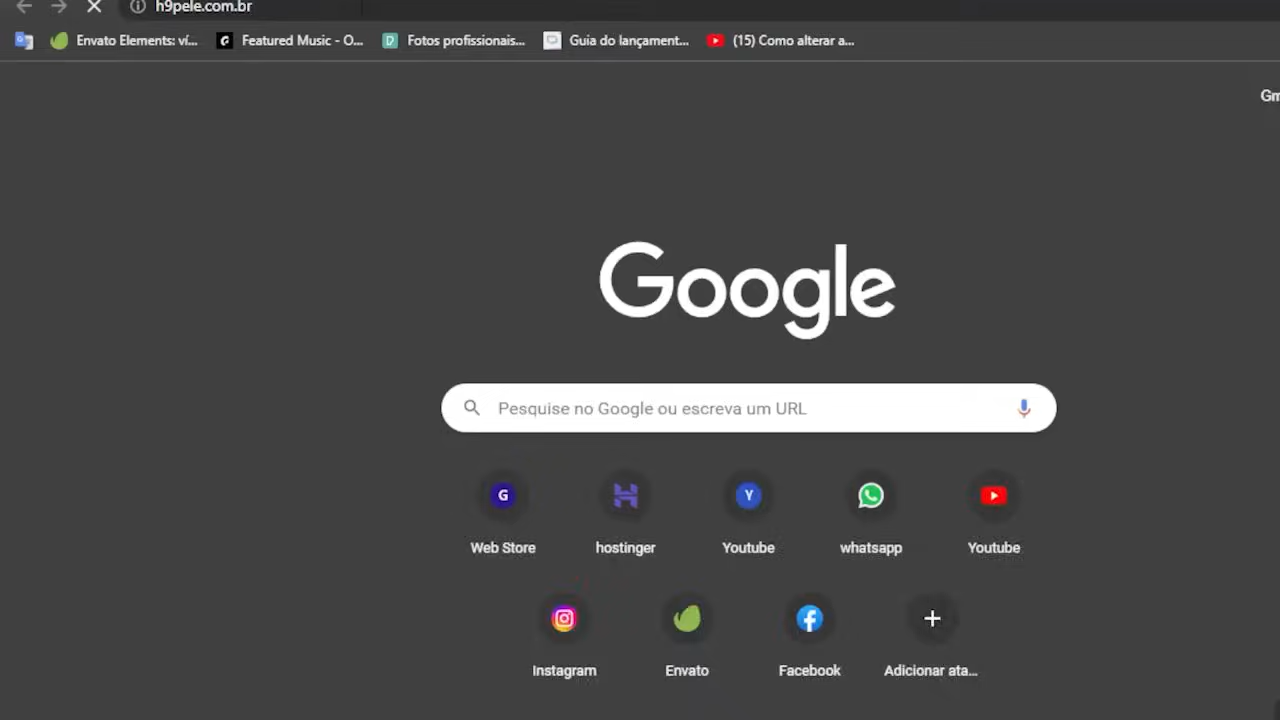 h9pele.com.br
Envato Elements: ví... Featured Music - O... Fotos profissionais... Guia do lançament... (15) Como alterar a...
Gm
Google
Pesquise no Google ou escreva um URL
G Y
Web Store hostinger Youtube whatsapp Youtube
Instagram Envato Facebook Adicionar ata...